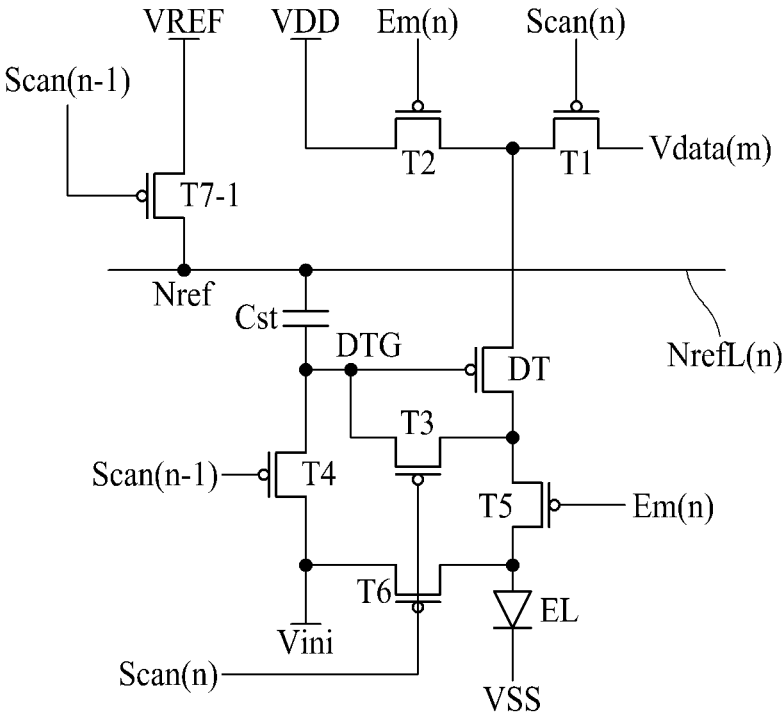 VREF
VDD
Em(n)
Scan(n)
Scan(n-1)
T2
T1
Vdata(m)
T7-1
Nref
Cst
DTG
DT
NrefL(n)
T3
Scan(n-1)
T4
T5
Em(n)
T6
EL
Vini
Scan(n)
VSS